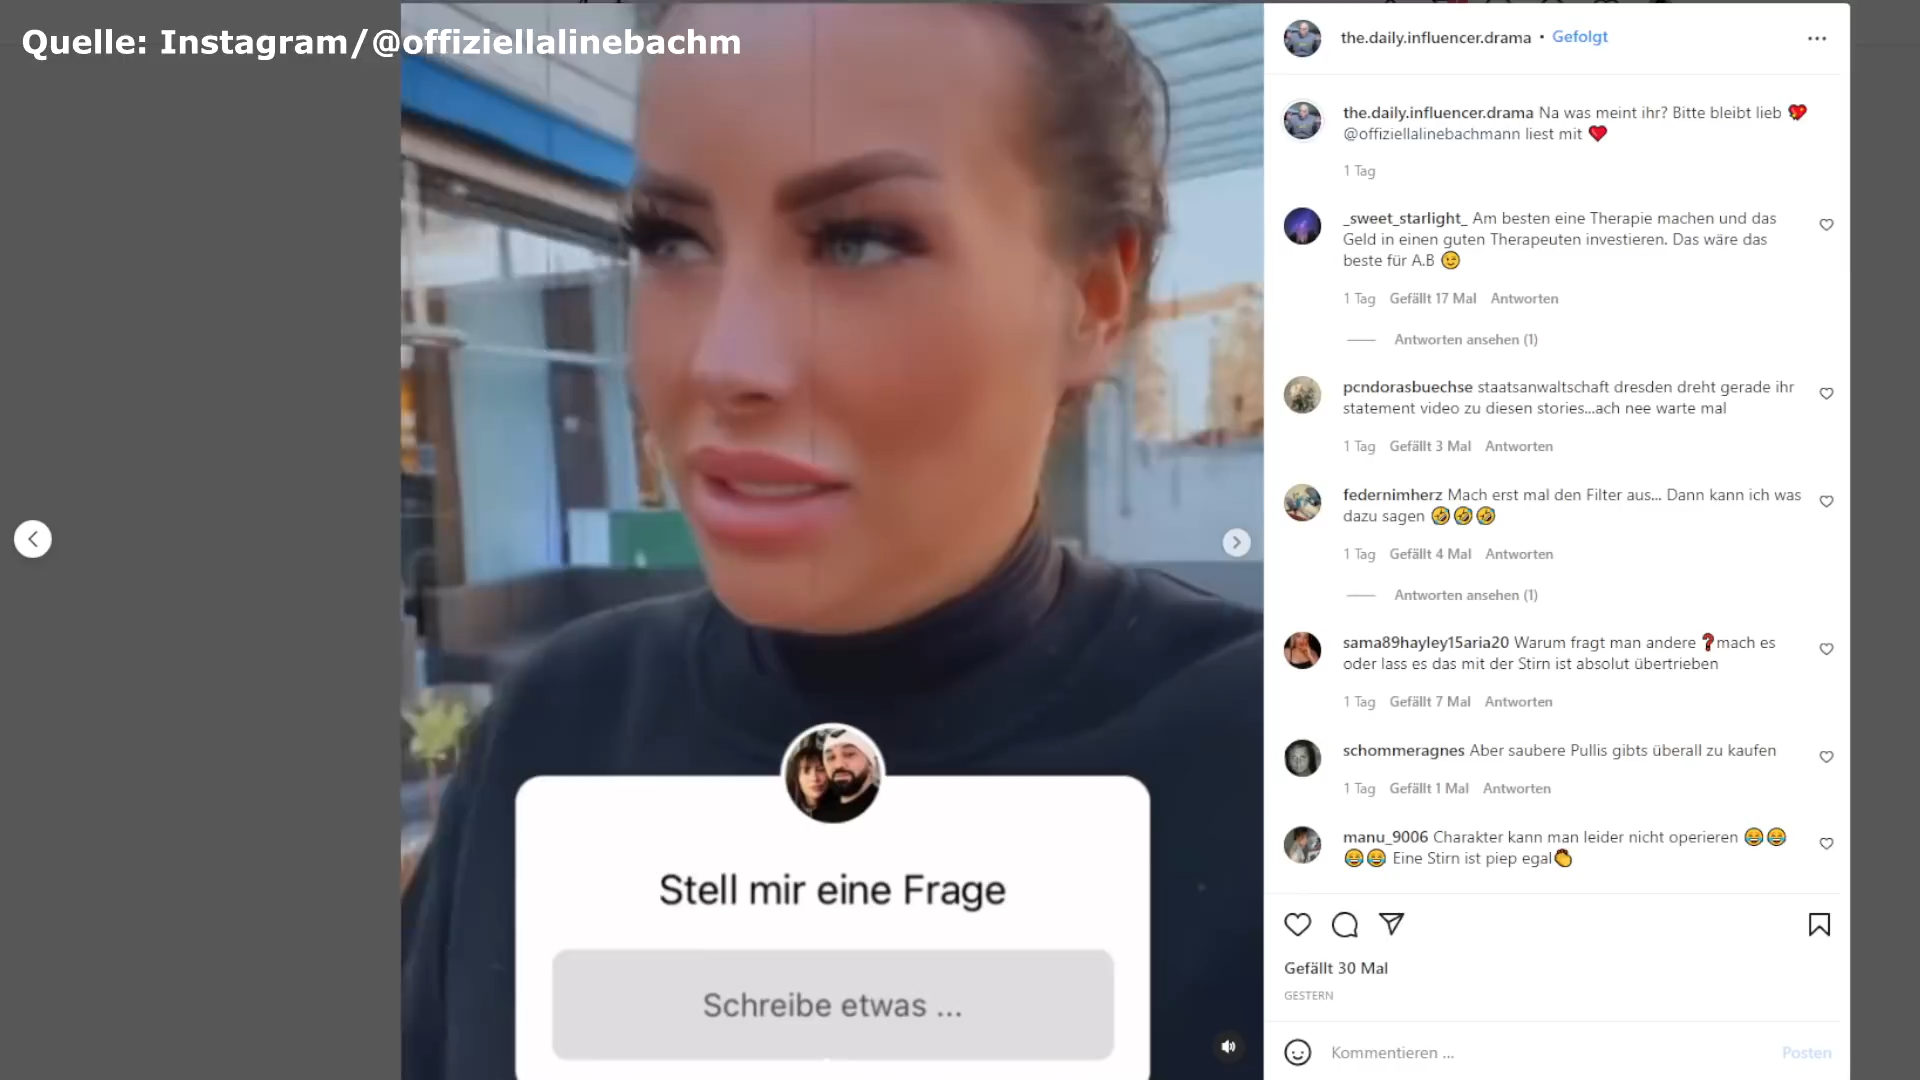 Quelle: Instagram/@offiziellalinebachm
the.daily.influencer.drama • Gefolgt
the.daily.influencer.drama Na was meint ihr? Bitte bleibt lieb 💖
@offiziellalinebachmann liest mit ❤️
1 Tag
_sweet_starlight_ Am besten eine Therapie machen und das
Geld in einen guten Therapeuten investieren. Das wäre das
beste für A.B 😉
1 Tag Gefällt 17 Mal Antworten
Antworten ansehen (1)
pcndorasbuechse staatsanwaltschaft dresden dreht gerade ihr
statement video zu diesen stories...ach nee warte mal
1 Tag Gefällt 3 Mal Antworten
federnimherz Mach erst mal den Filter aus... Dann kann ich was
dazu sagen 🤣🤣🤣
1 Tag Gefällt 4 Mal Antworten
Antworten ansehen (1)
sama89hayley15aria20 Warum fragt man andere ❓mach es
oder lass es das mit der Stirn ist absolut übertrieben
1 Tag Gefällt 7 Mal Antworten
schommeragnes Aber saubere Pullis gibts überall zu kaufen
1 Tag Gefällt 1 Mal Antworten
manu_9006 Charakter kann man leider nicht operieren 😂😂
😂😂 Eine Stirn ist piep egal👏
Gefällt 30 Mal
GESTERN
Kommentieren ... Posten
Stell mir eine Frage
Schreibe etwas ...